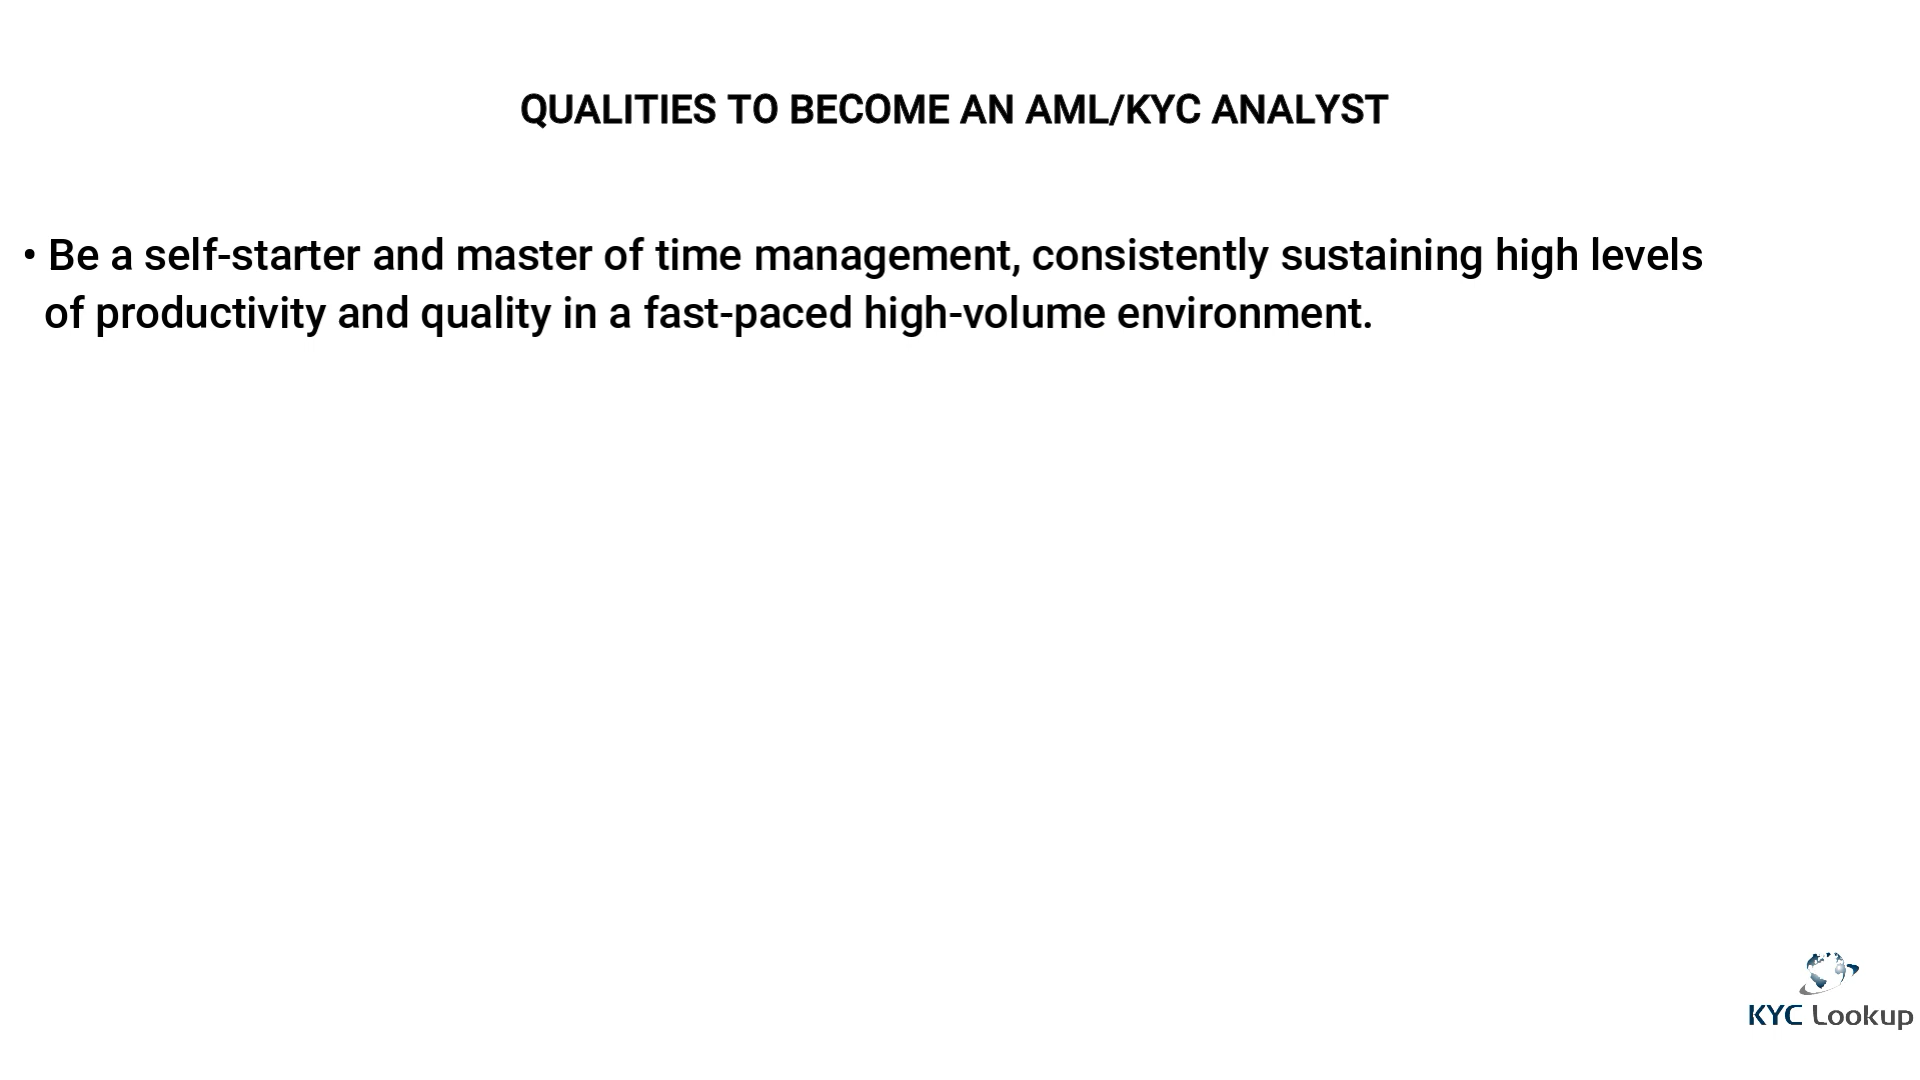 QUALITIES TO BECOME AN AML/KYC ANALYST
• Be a self-starter and master of time management, consistently sustaining high levels
of productivity and quality in a fast-paced high-volume environment.
KYC Lookup